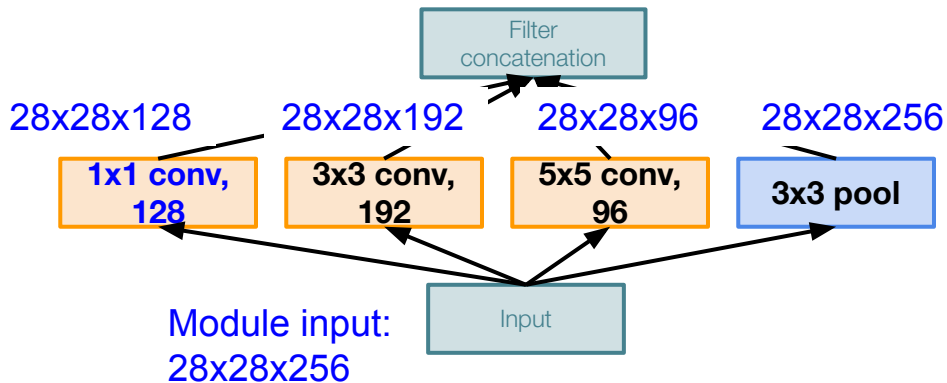 Filter
concatenation
28x28x128
28x28x192
28x28x96
28x28x256
1x1 conv,
128
3x3 conv,
192
5x5 conv,
96
3x3 pool
Input
Module input:
28x28x256